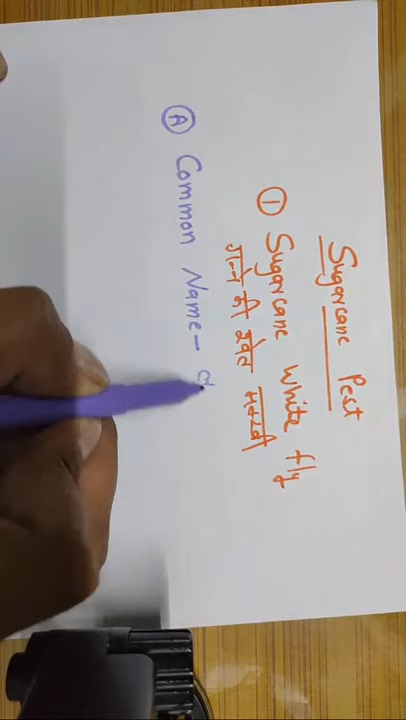 Sugarcane Pest
① Sugarcane White fly
गन्ने की श्वेत मक्खी
Ⓐ Common Name-